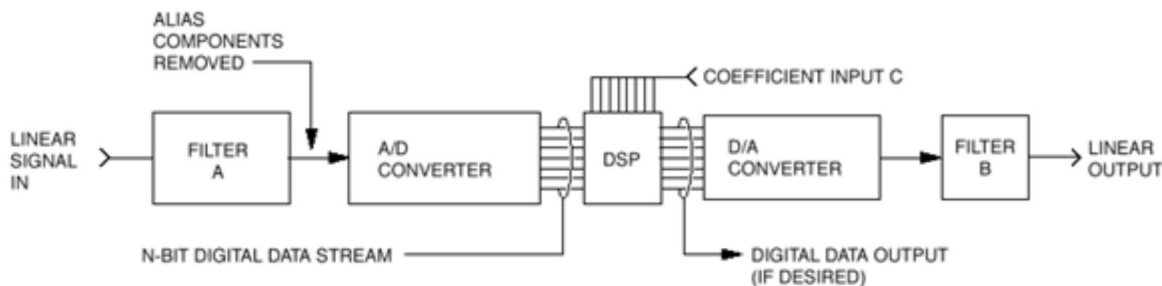 ALIAS
COMPONENTS
REMOVED
COEFFICIENT INPUT C
LINEAR
SIGNAL
IN
FILTER
A
A/D
CONVERTER
DSP
D/A
CONVERTER
FILTER
B
LINEAR
OUTPUT
N-BIT DIGITAL DATA STREAM
DIGITAL DATA OUTPUT
(IF DESIRED)